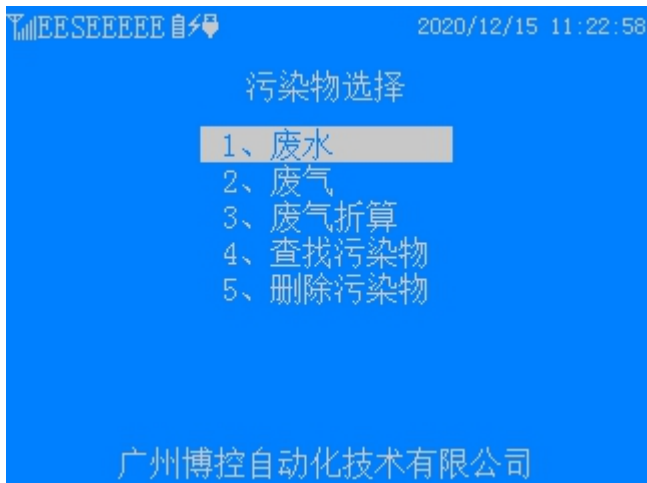 EESEEEEE 2020/12/15 11:22:58
污染物选择
1、废水
2、废气
3、废气折算
4、查找污染物
5、删除污染物
广州博控自动化技术有限公司